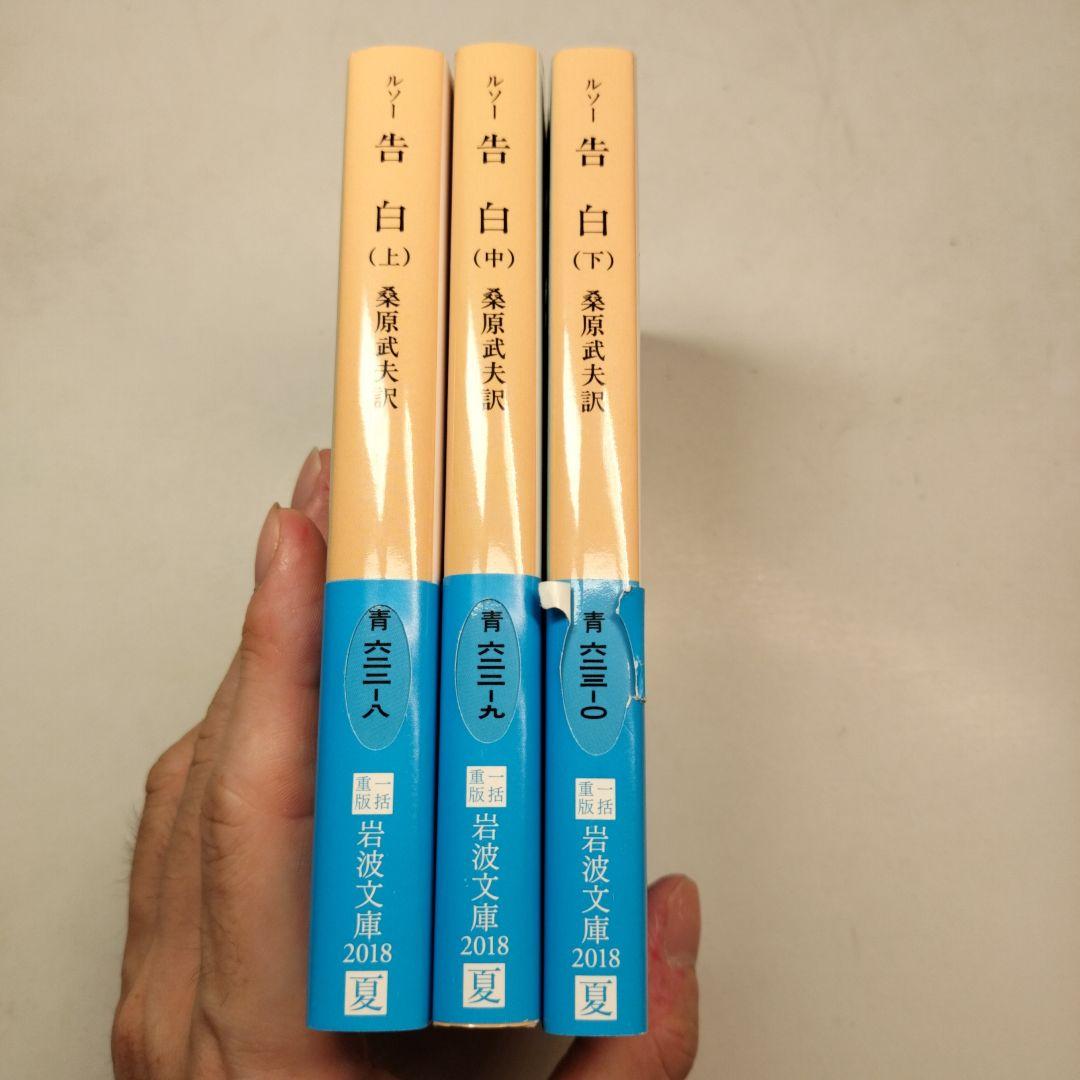 ルソー
告白
(上)
桑原武夫訳
青 六二二-八
一括
重版
岩波文庫
2018
夏
ルソー
告白
(中)
桑原武夫訳
青 六二二-九
一括
重版
岩波文庫
2018
夏
ルソー
告白
(下)
桑原武夫訳
青 六二三-〇
一括
重版
岩波文庫
2018
夏